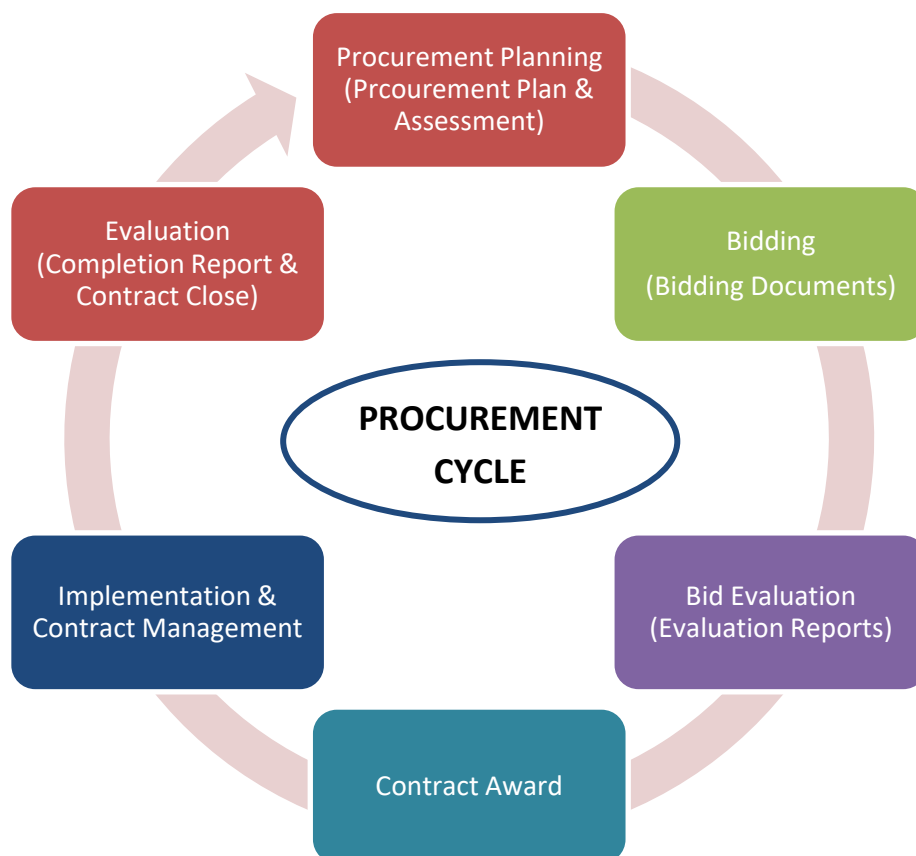 Procurement Planning
(Prcourement Plan &
Assessment)
Bidding
(Bidding Documents)
Bid Evaluation
(Evaluation Reports)
Contract Award
Implementation &
Contract Management
Evaluation
(Completion Report &
Contract Close)
PROCUREMENT
CYCLE